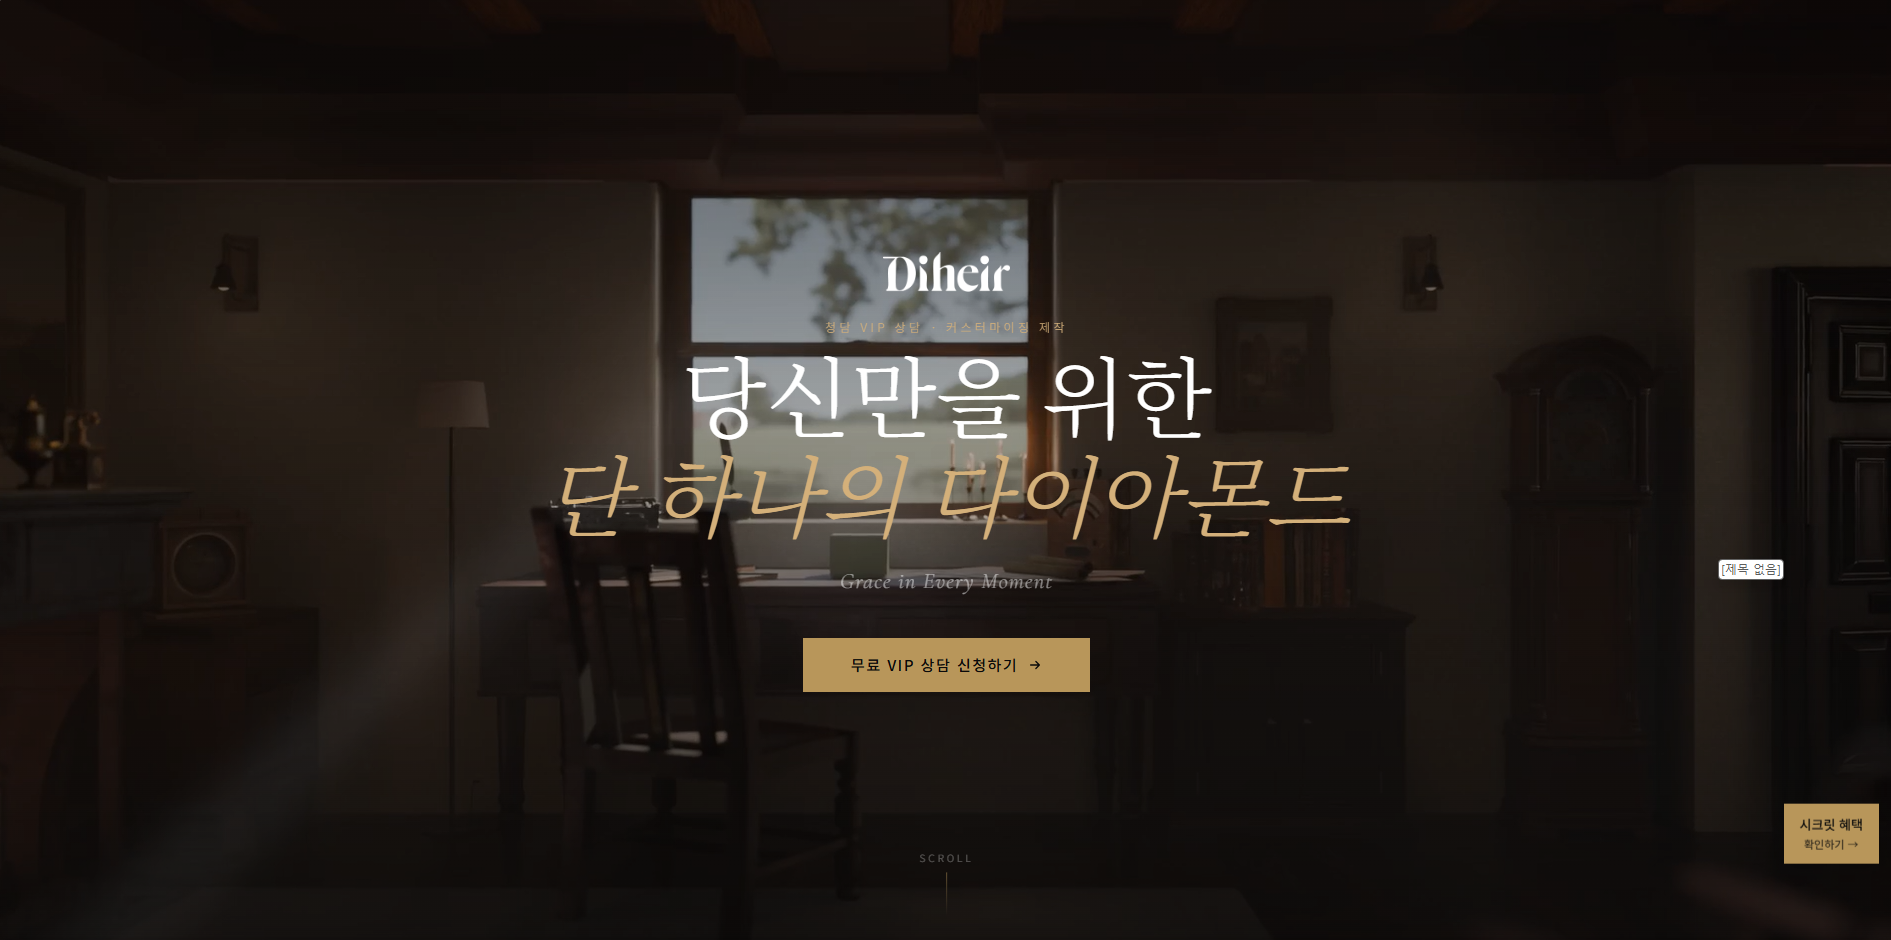 Diheir
청담 VIP 상담 · 커스터마이징 제작
당신만을 위한
단 하나의 다이아몬드
Grace in Every Moment
[제목 없음]
무료 VIP 상담 신청하기 →
시크릿 혜택
확인하기 →
SCROLL